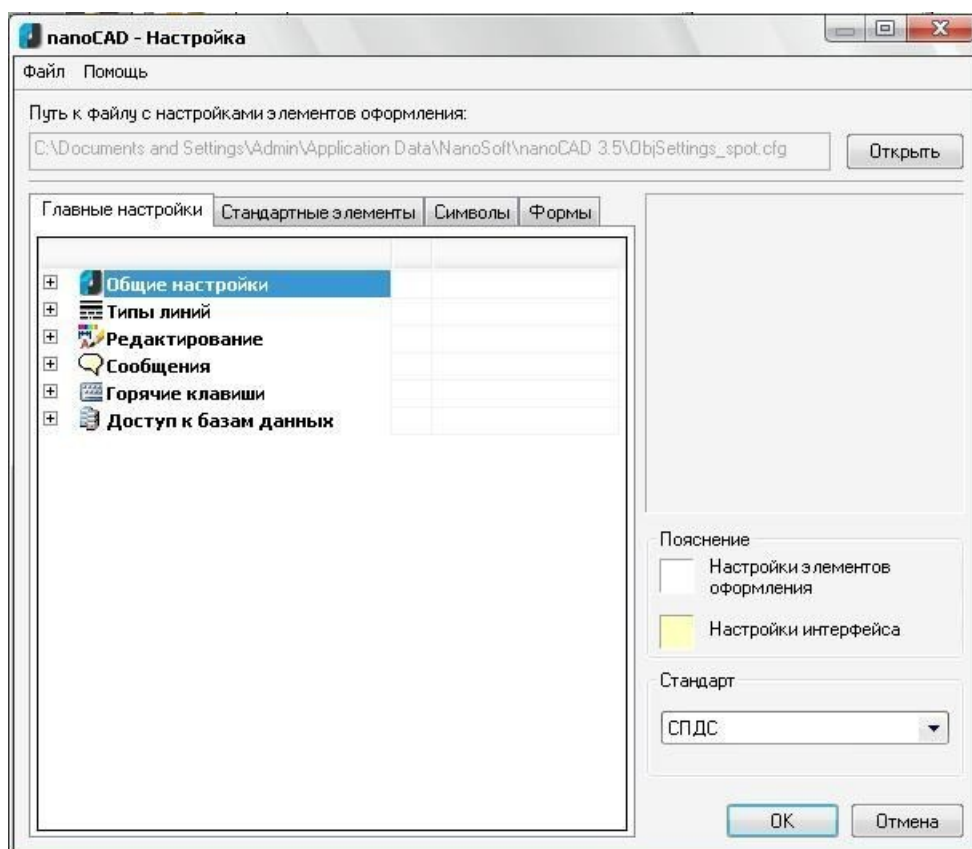 nanoCAD - Настройка
Файл Помощь
Путь к файлу с настройками элементов оформления:
C:\Documents and Settings\Admin\Application Data\NanoSoft\nanoCAD 3.5\ObjSettings_spot.cfg
Открыть
Главные настройки Стандартные элементы Символы Формы
Общие настройки
Типы линий
Редактирование
Сообщения
Горячие клавиши
Доступ к базам данных
Пояснение
Настройки элементов
оформления
Настройки интерфейса
Стандарт
СПДС
OK Отмена